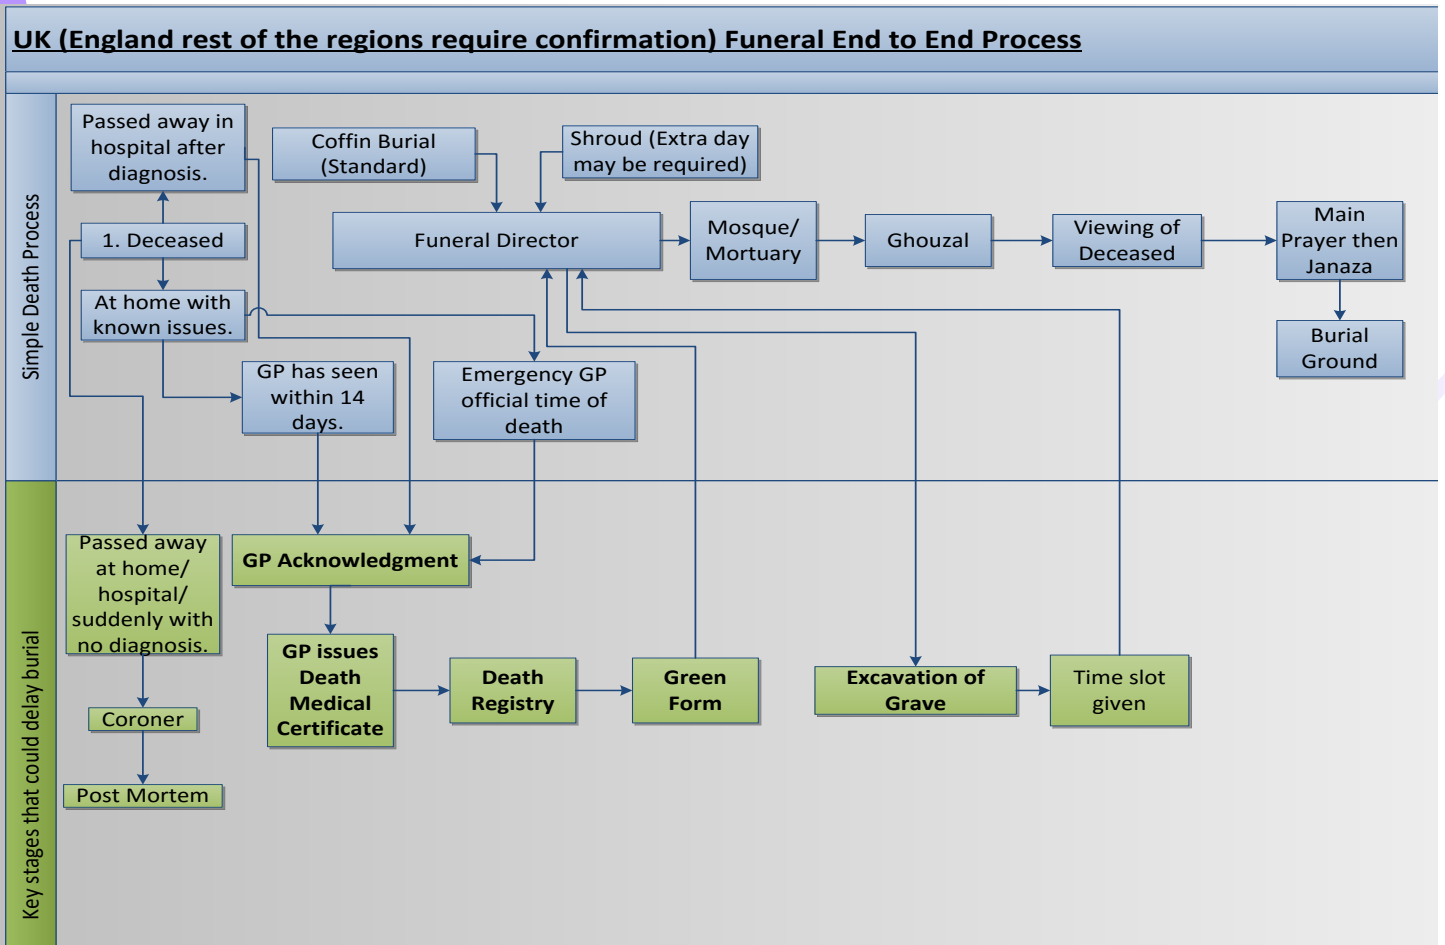 UK (England rest of the regions require confirmation) Funeral End to End Process
Simple Death Process
Passed away in
hospital after
diagnosis.
Coffin Burial
(Standard)
Shroud (Extra day
may be required)
1. Deceased
Funeral Director
Mosque/
Mortuary
Ghouzal
Viewing of
Deceased
Main
Prayer then
Janaza
At home with
known issues.
Burial
Ground
GP has seen
within 14
days.
Emergency GP
official time of
death
Key stages that could delay burial
Passed away
at home/
hospital/
suddenly with
no diagnosis.
GP Acknowledgment
GP issues
Death
Medical
Certificate
Death
Registry
Green
Form
Excavation of
Grave
Time slot
given
Coroner
Post Mortem